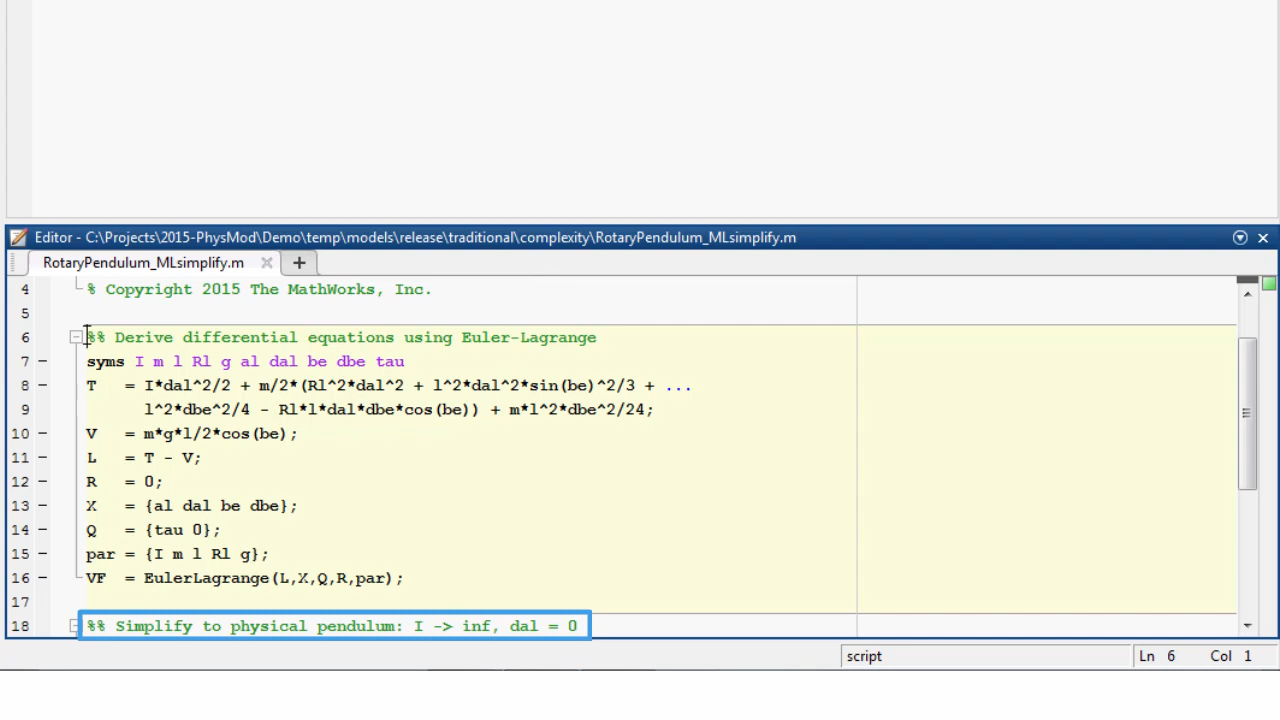 Editor - C:\Projects\2015-PhysMod\Demo\temp\models\release\traditional\complexity\RotaryPendulum_MLsimplify.m
RotaryPendulum_MLsimplify.m
4 % Copyright 2015 The MathWorks, Inc.
5
6 %% Derive differential equations using Euler-Lagrange
7 - syms I m l Rl g al dal be dbe tau
8 - T = I*dal^2/2 + m/2*(Rl^2*dal^2 + l^2*dal^2*sin(be)^2/3 + ...
9 l^2*dbe^2/4 - Rl*l*dal*dbe*cos(be)) + m*l^2*dbe^2/24;
10 - V = m*g*l/2*cos(be);
11 - L = T - V;
12 - R = 0;
13 - X = {al dal be dbe};
14 - Q = {tau 0};
15 - par = {I m l Rl g};
16 - VF = EulerLagrange(L,X,Q,R,par);
17
18 %% Simplify to physical pendulum: I -> inf, dal = 0
script Ln 6 Col 1